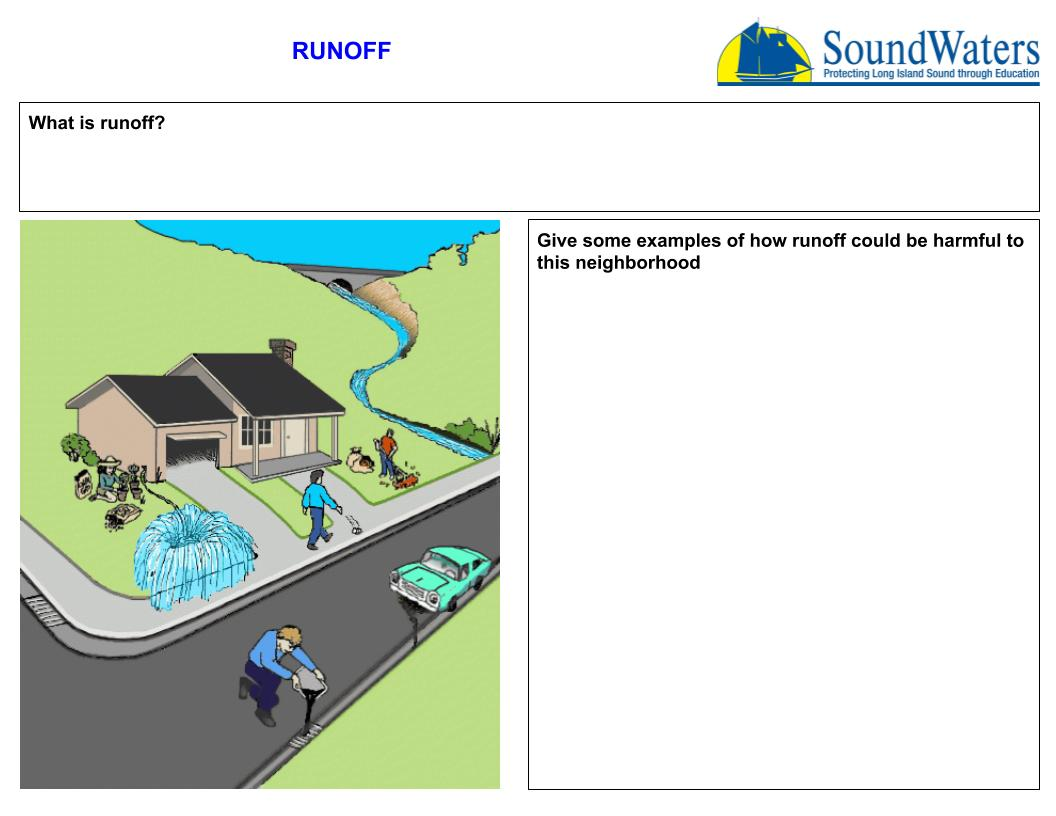 RUNOFF
SoundWaters
Protecting Long Island Sound through Education
What is runoff?
Give some examples of how runoff could be harmful to
this neighborhood